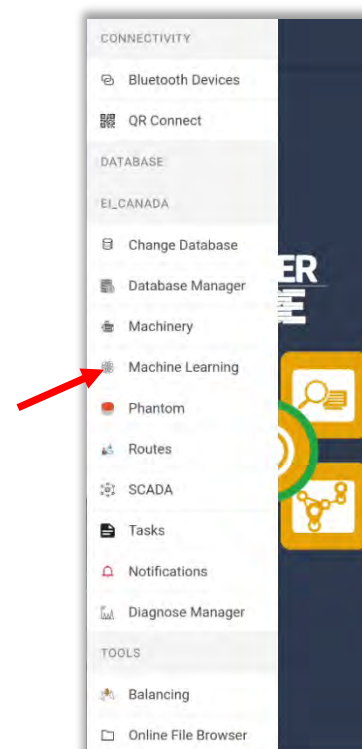 CONNECTIVITY
Bluetooth Devices
QR Connect
DATABASE
EI_CANADA
Change Database
Database Manager
ER
Machinery
E
Machine Learning
Phantom
Routes
SCADA
Tasks
Notifications
Diagnose Manager
TOOLS
Balancing
Online File Browser